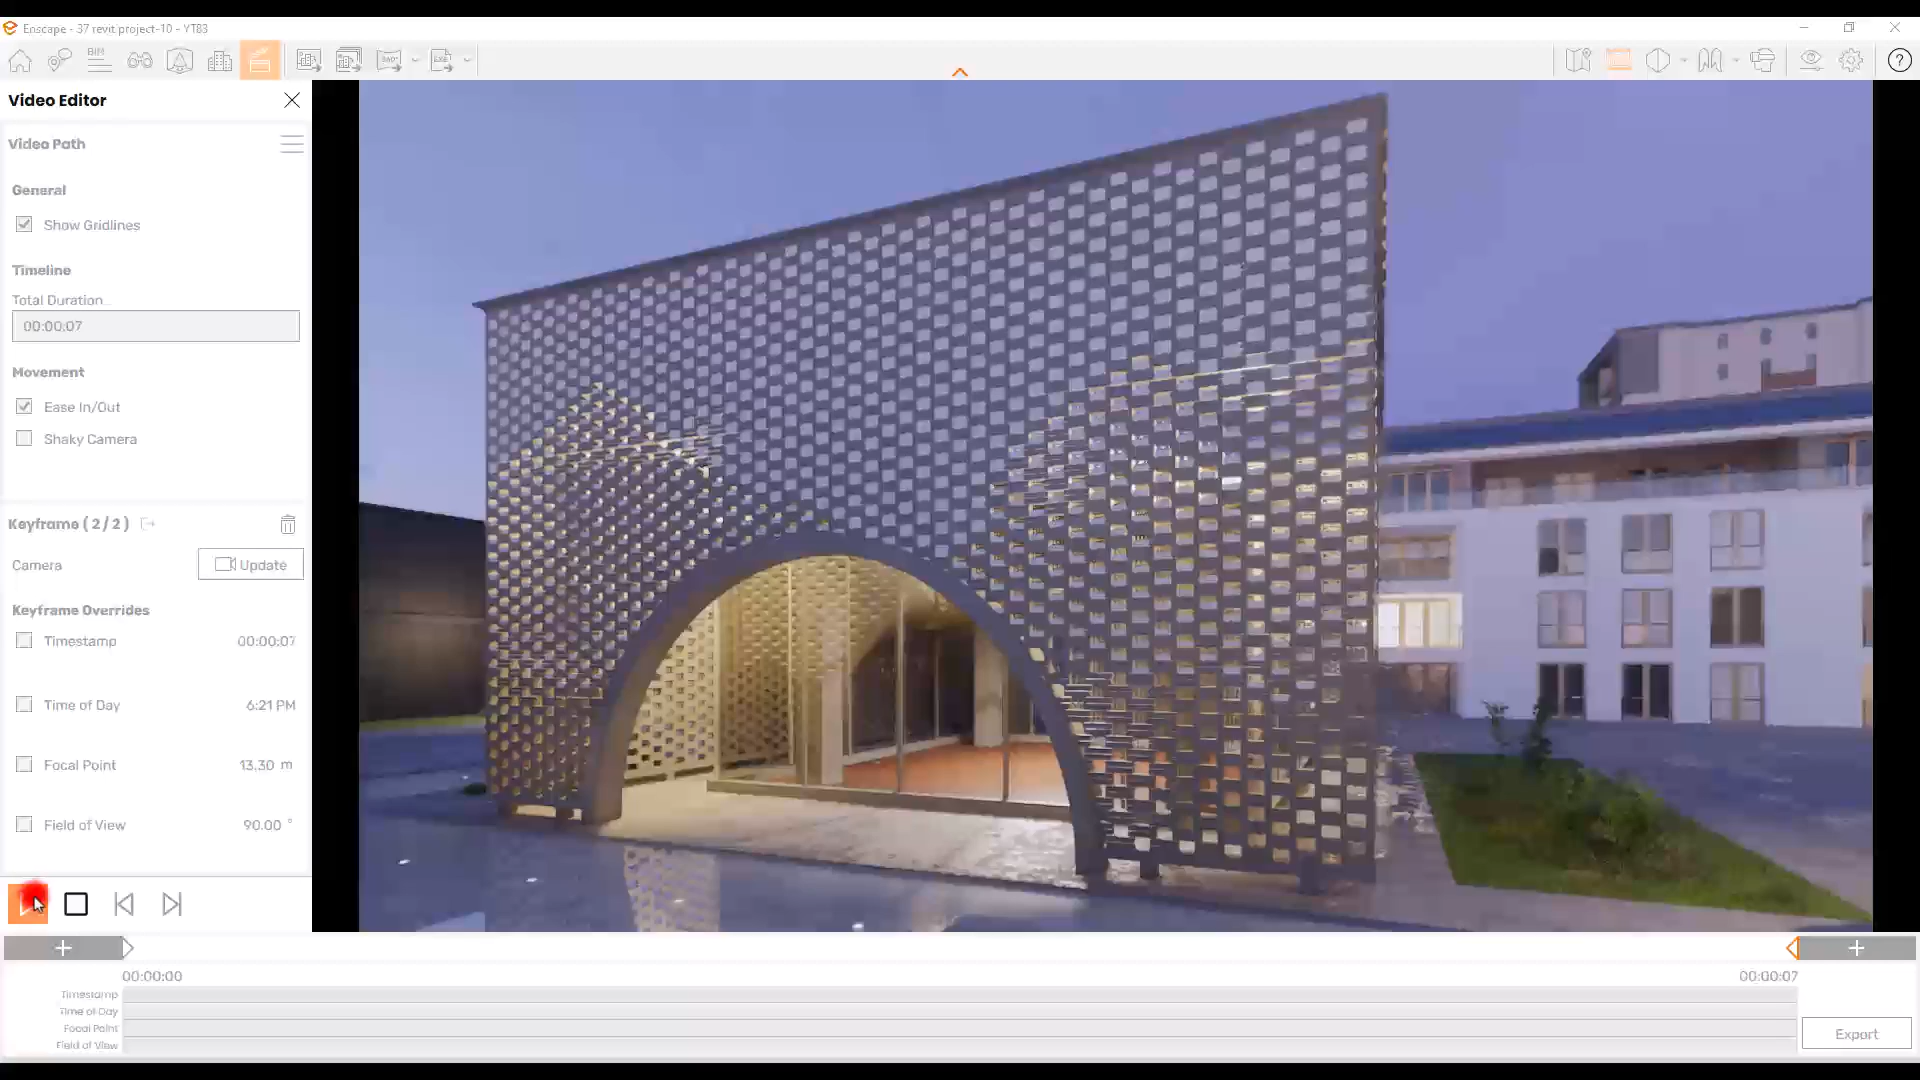 Enscape - 37 revit project-10 - YT83
BIM
360°
EXE
?
Video Editor
Video Path
General
Show Gridlines
Timeline
Total Duration
00:00:07
Movement
Ease In/Out
Shaky Camera
Keyframe ( 2 / 2 )
Camera
Update
Keyframe Overrides
Timestamp 00:00:07
Time of Day 6:21 PM
Focal Point 13.30 m
Field of View 90.00 °
00:00:00 00:00:07
Timestamp
Time of Day
Focal Point
Field of View
Export